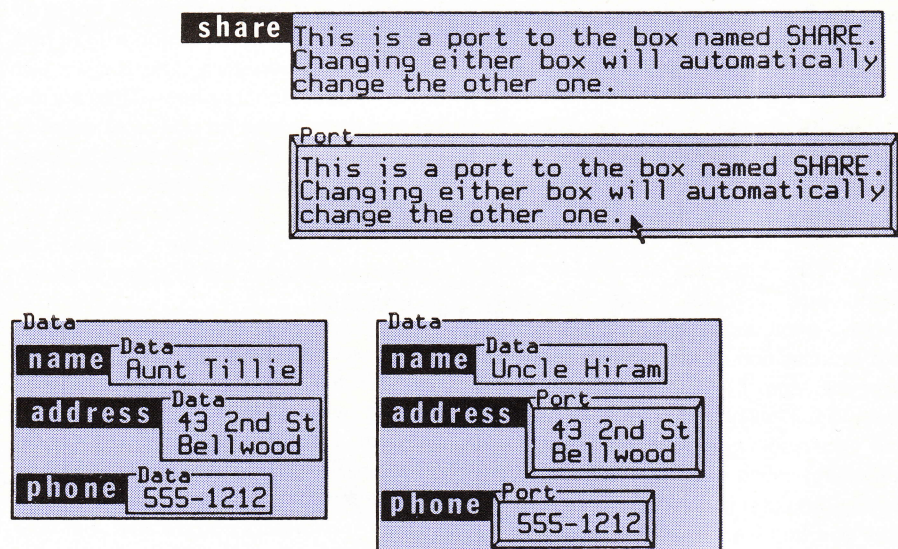 share
This is a port to the box named SHARE.
Changing either box will automatically
change the other one.
Port
This is a port to the box named SHARE.
Changing either box will automatically
change the other one.
Data
name
Data
Aunt Tillie
address
Data
43 2nd St
Bellwood
phone
Data
555-1212
Data
name
Data
Uncle Hiram
address
Port
43 2nd St
Bellwood
phone
Port
555-1212